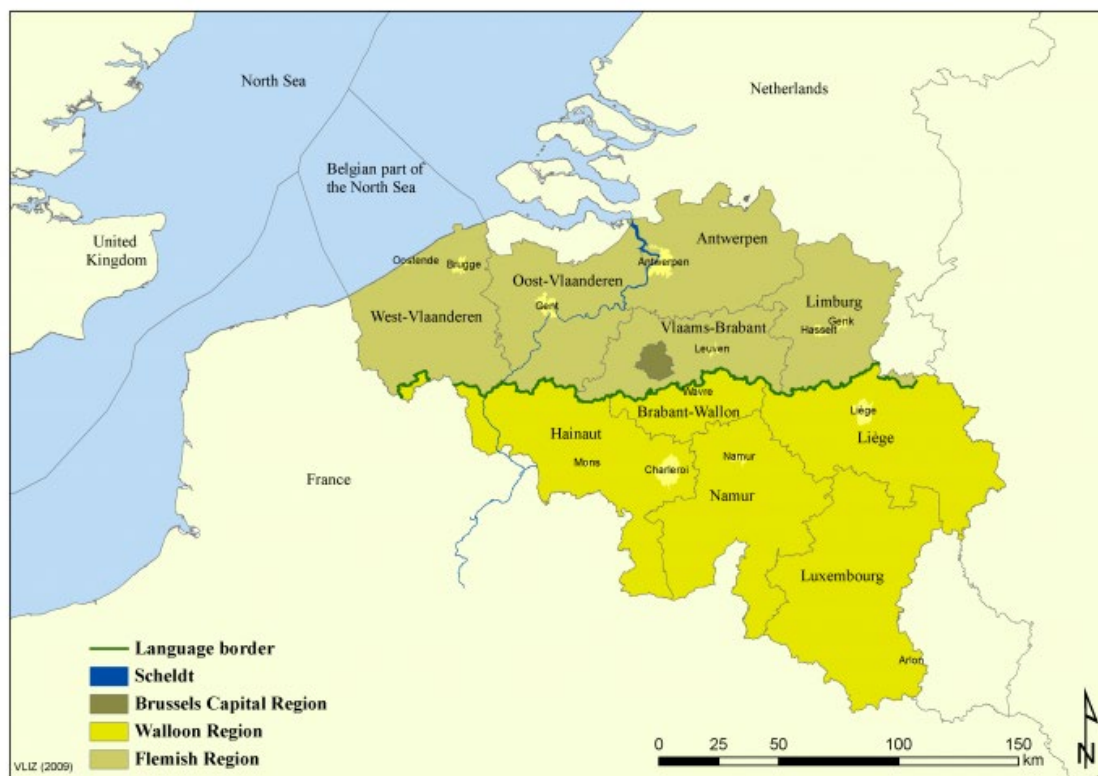 North Sea
Netherlands
Belgian part of
the North Sea
United
Kingdom
Antwerpen
Oostende
Brugge
Antwerpen
Oost-Vlaanderen
Gent
Limburg
West-Vlaanderen
Genk
Hasselt
Vlaams-Brabant
Leuven
Wavre
Brabant-Wallon
Liège
Hainaut
Liège
Mons
Charleroi
Namur
France
Namur
Luxembourg
Arlon
Language border
Scheldt
Brussels Capital Region
Walloon Region
Flemish Region
VLIZ (2009)
0 25 50 100 150
km
N